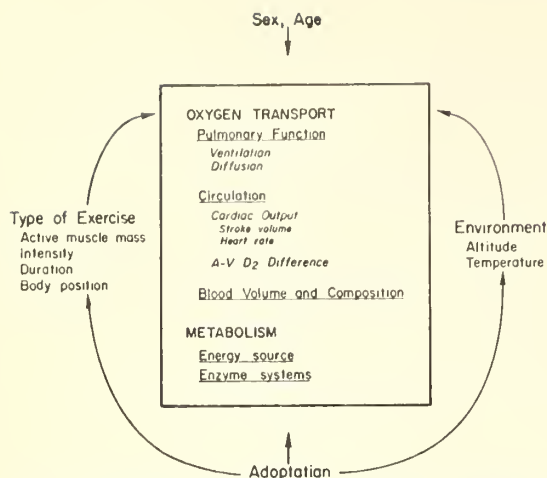 Sex, Age
OXYGEN TRANSPORT
Pulmonary Function
Ventilation
Diffusion
Circulation
Cardiac Output
Stroke volume
Heart rate
A-V D2 Difference
Blood Volume and Composition
METABOLISM
Energy source
Enzyme systems
Type of Exercise
Active muscle mass
Intensity
Duration
Body position
Environment
Altitude
Temperature
Adoptation